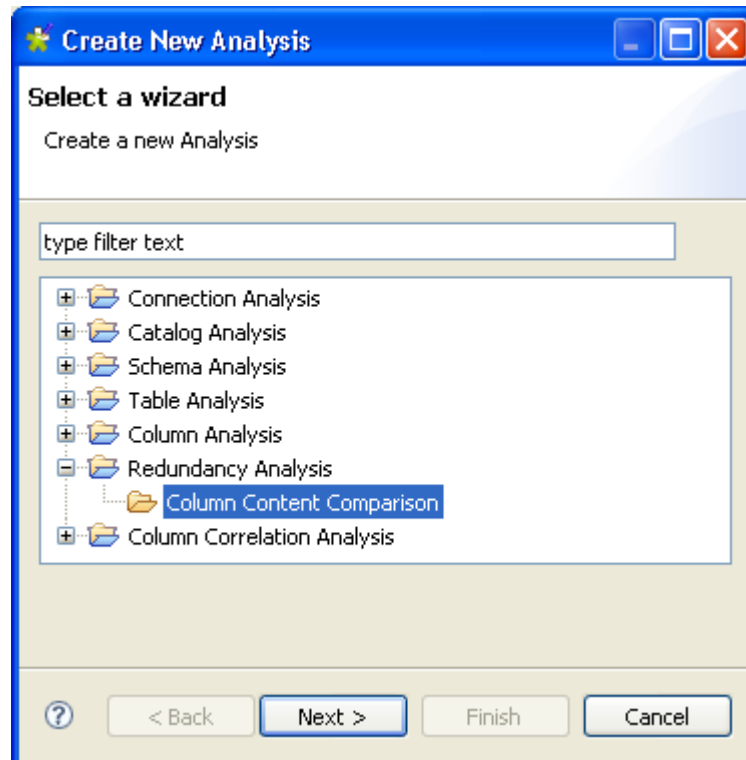 Create New Analysis
Select a wizard
Create a new Analysis
type filter text
Connection Analysis
Catalog Analysis
Schema Analysis
Table Analysis
Column Analysis
Redundancy Analysis
Column Content Comparison
Column Correlation Analysis
? < Back Next > Finish Cancel